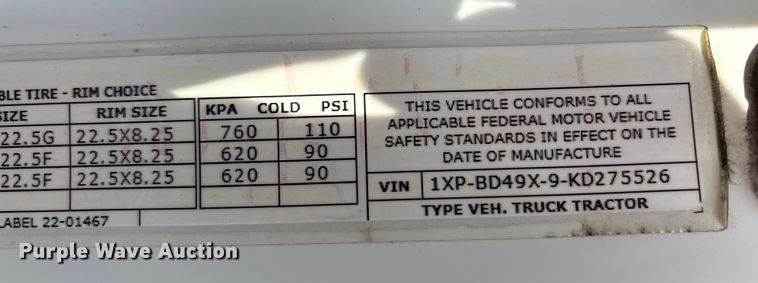 BLE TIRE - RIM CHOICE
SIZE RIM SIZE KPA COLD PSI
22.5G 22.5X8.25 760 110
22.5F 22.5X8.25 620 90
22.5F 22.5X8.25 620 90
LABEL 22-01467
THIS VEHICLE CONFORMS TO ALL
APPLICABLE FEDERAL MOTOR VEHICLE
SAFETY STANDARDS IN EFFECT ON THE
DATE OF MANUFACTURE
VIN 1XP-BD49X-9-KD275526
TYPE VEH. TRUCK TRACTOR
Purple Wave Auction